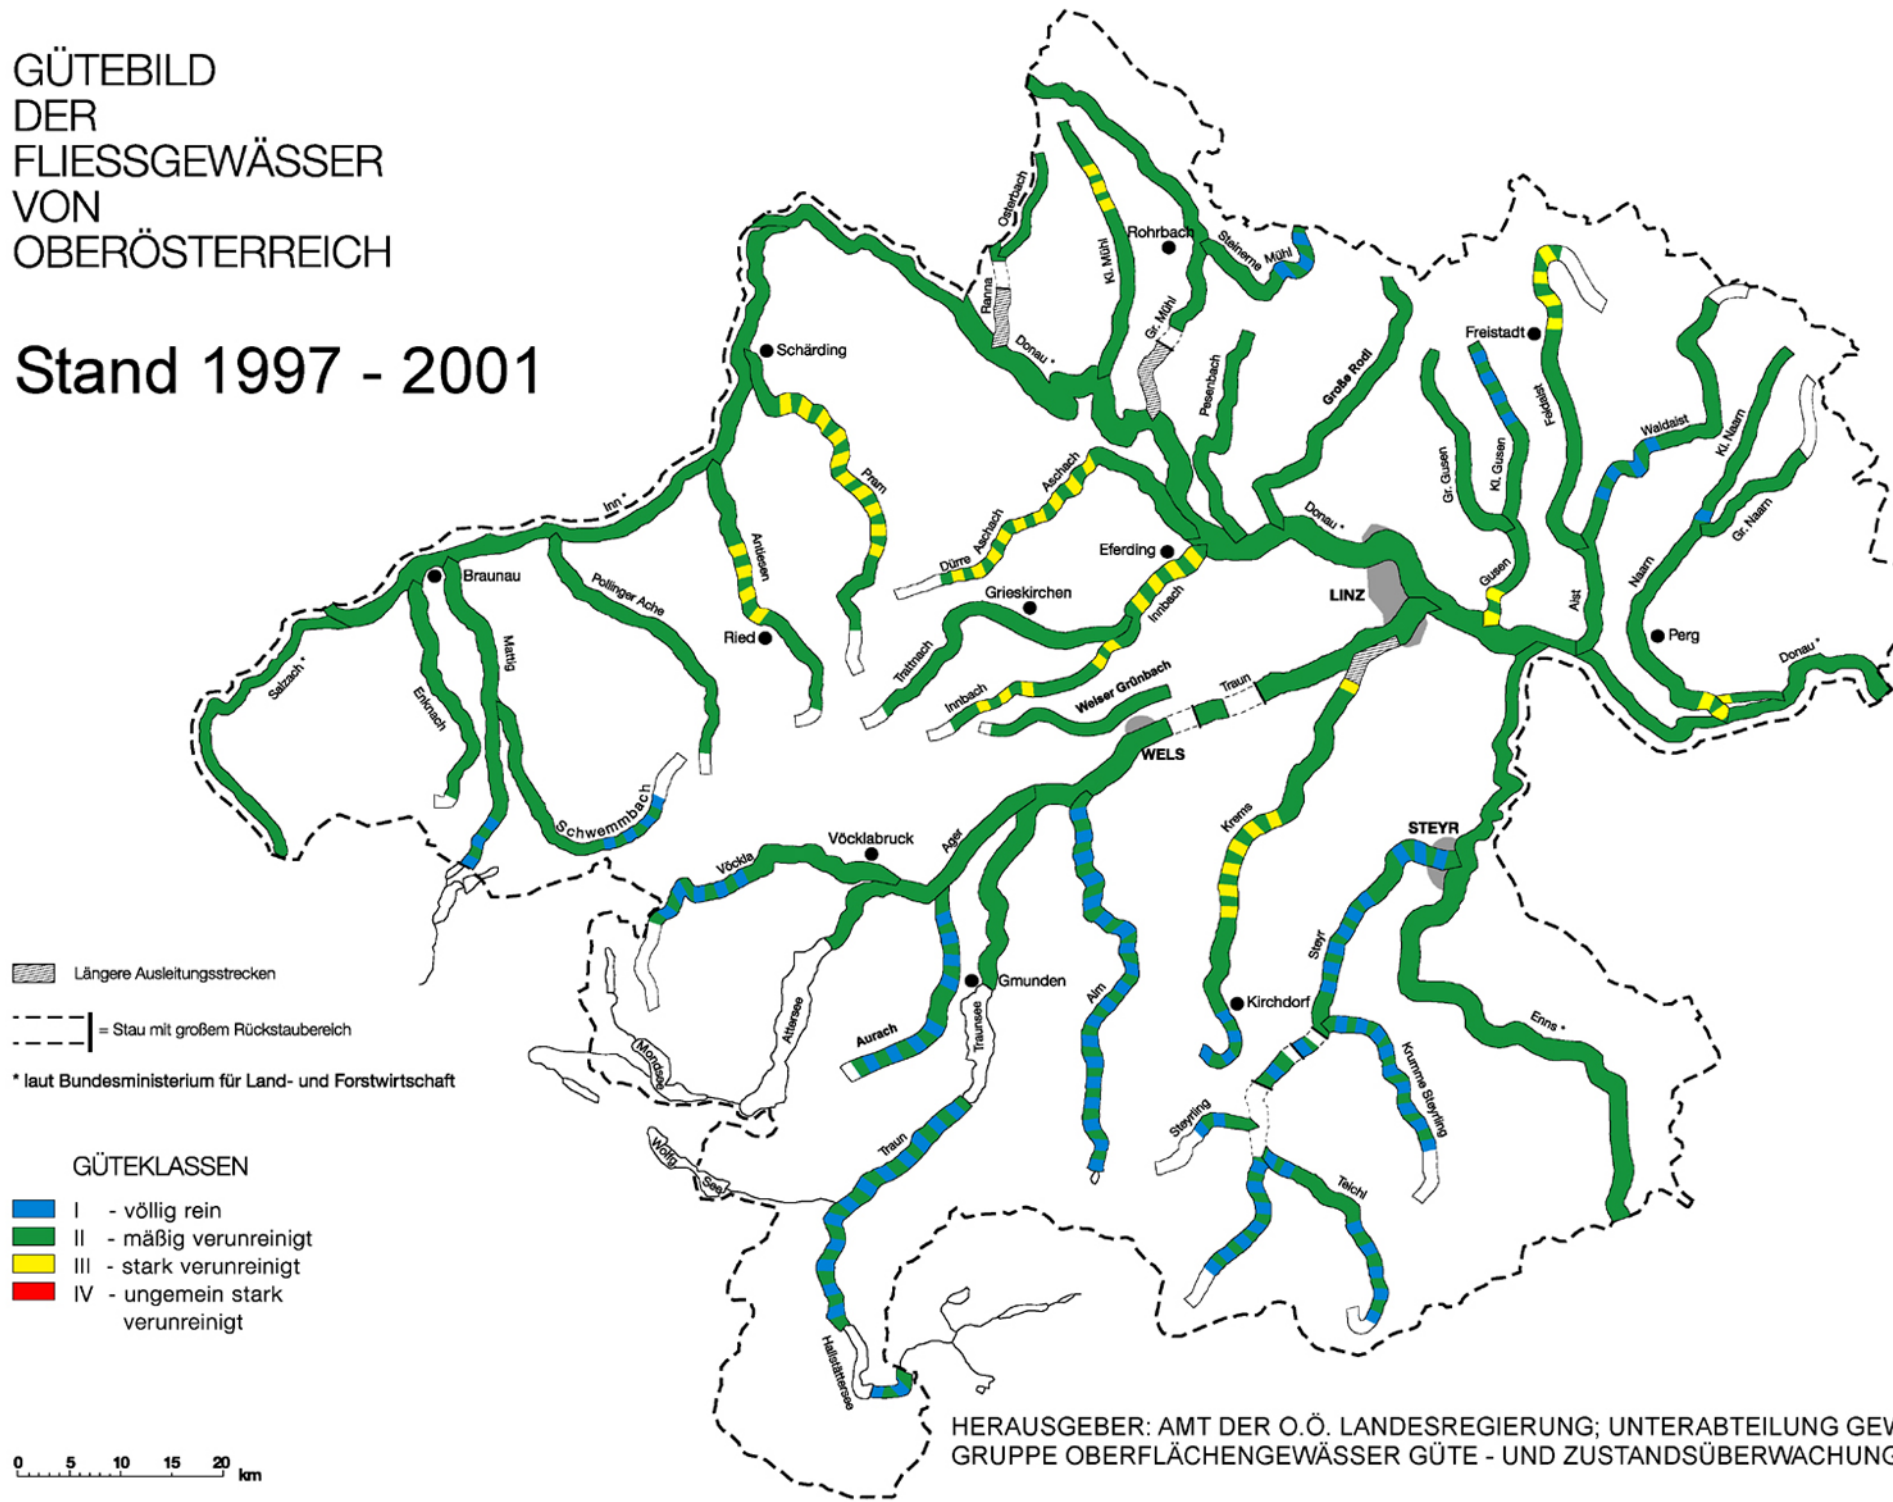 GÜTEBILD
DER
FLIESSGEWÄSSER
VON
OBERÖSTERREICH
Stand 1997 - 2001
Osterbach
Ranna
Kl. Mühl
Rohrbach
Steinerne Mühl
Gr. Mühl
Donau *
Pesenbach
Große Rodl
Freistadt
Feldaist
Waldaist
Kl. Naarn
Gr. Naarn
Gr. Gusen
Kl. Gusen
Gusen
Aist
Naarn
Perg
Donau *
Schärding
Pram
Inn *
Antiesen
Ried
Braunau
Pollinger Ache
Mattig
Enknach
Salzach *
Schwemmbach
Aschach
Dürre Aschach
Eferding
Grieskirchen
Innbach
Trattnach
Innbach
Welser Grünbach
Donau *
LINZ
Traun
WELS
Krems
STEYR
Vöcklabruck
Vöckla
Ager
Gmunden
Alm
Aurach
Attersee
Traunsee
Mondsee
Wolfg. See
Traun
Hallstättersee
Kirchdorf
Steyr
Krumme Steyrling
Steyrling
Teichl
Enns *
Längere Ausleitungsstrecken
= Stau mit großem Rückstaubereich
* laut Bundesministerium für Land- und Forstwirtschaft
GÜTEKLASSEN
I - völlig rein
II - mäßig verunreinigt
III - stark verunreinigt
IV - ungemein stark
verunreinigt
0 5 10 15 20 km
HERAUSGEBER: AMT DER O.Ö. LANDESREGIERUNG; UNTERABTEILUNG GEW
GRUPPE OBERFLÄCHENGEWÄSSER GÜTE - UND ZUSTANDSÜBERWACHUNG